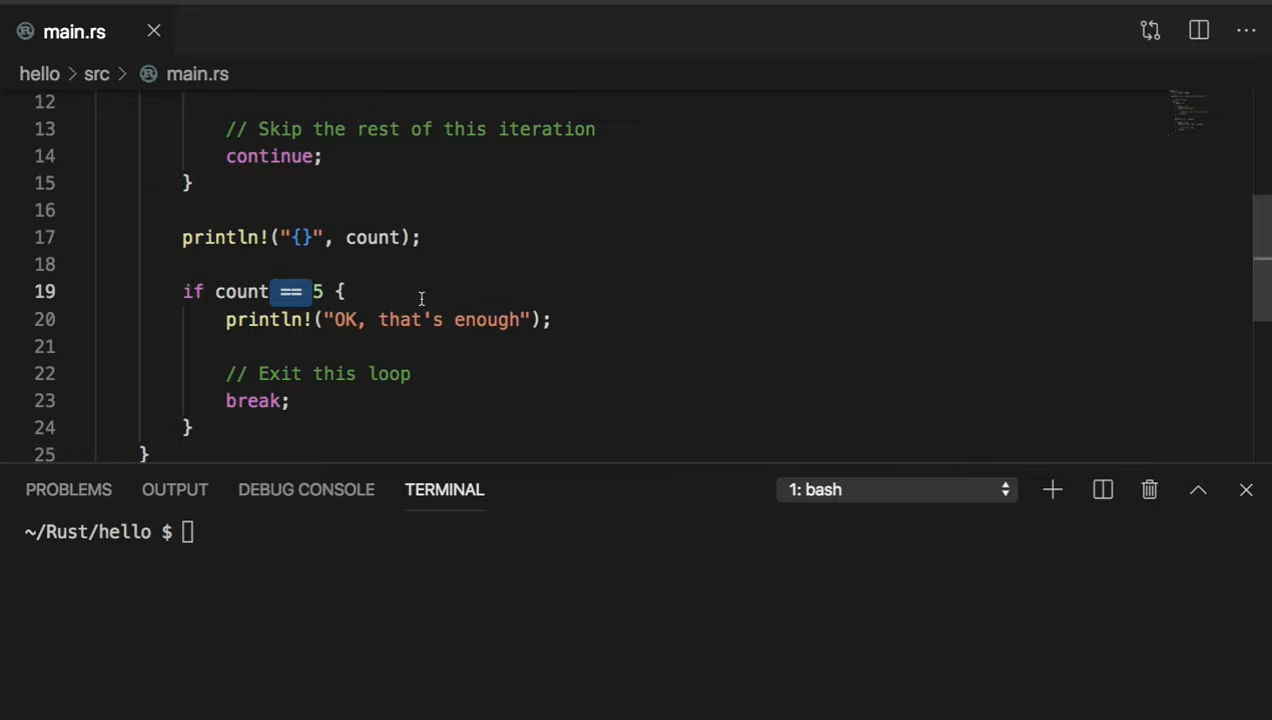 main.rs
hello > src > main.rs
12
13 // Skip the rest of this iteration
14 continue;
15 }
16
17 println!("{}", count);
18
19 if count == 5 {
20 println!("OK, that's enough");
21
22 // Exit this loop
23 break;
24 }
25 }
PROBLEMS OUTPUT DEBUG CONSOLE TERMINAL 1: bash
~/Rust/hello $